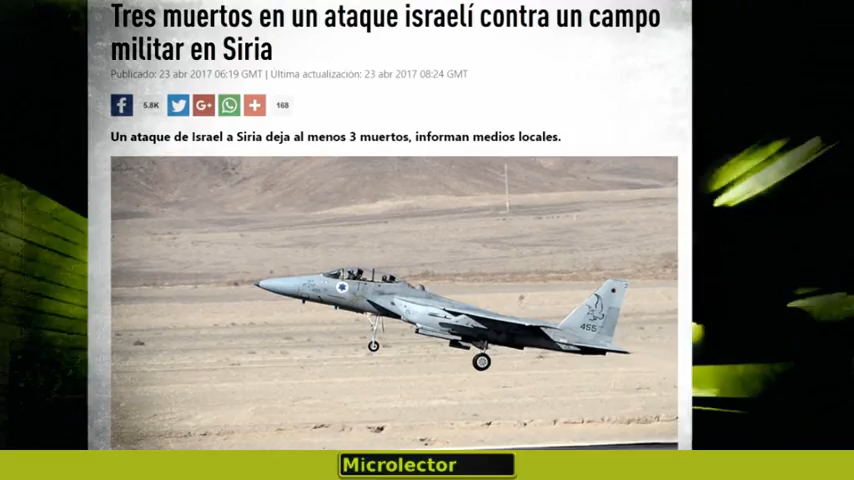 Tres muertos en un ataque israelí contra un campo
militar en Siria
Publicado: 23 abr 2017 06:19 GMT | Última actualización: 23 abr 2017 08:24 GMT
5.8K
G+
168
Un ataque de Israel a Siria deja al menos 3 muertos, informan medios locales.
455
Microlector